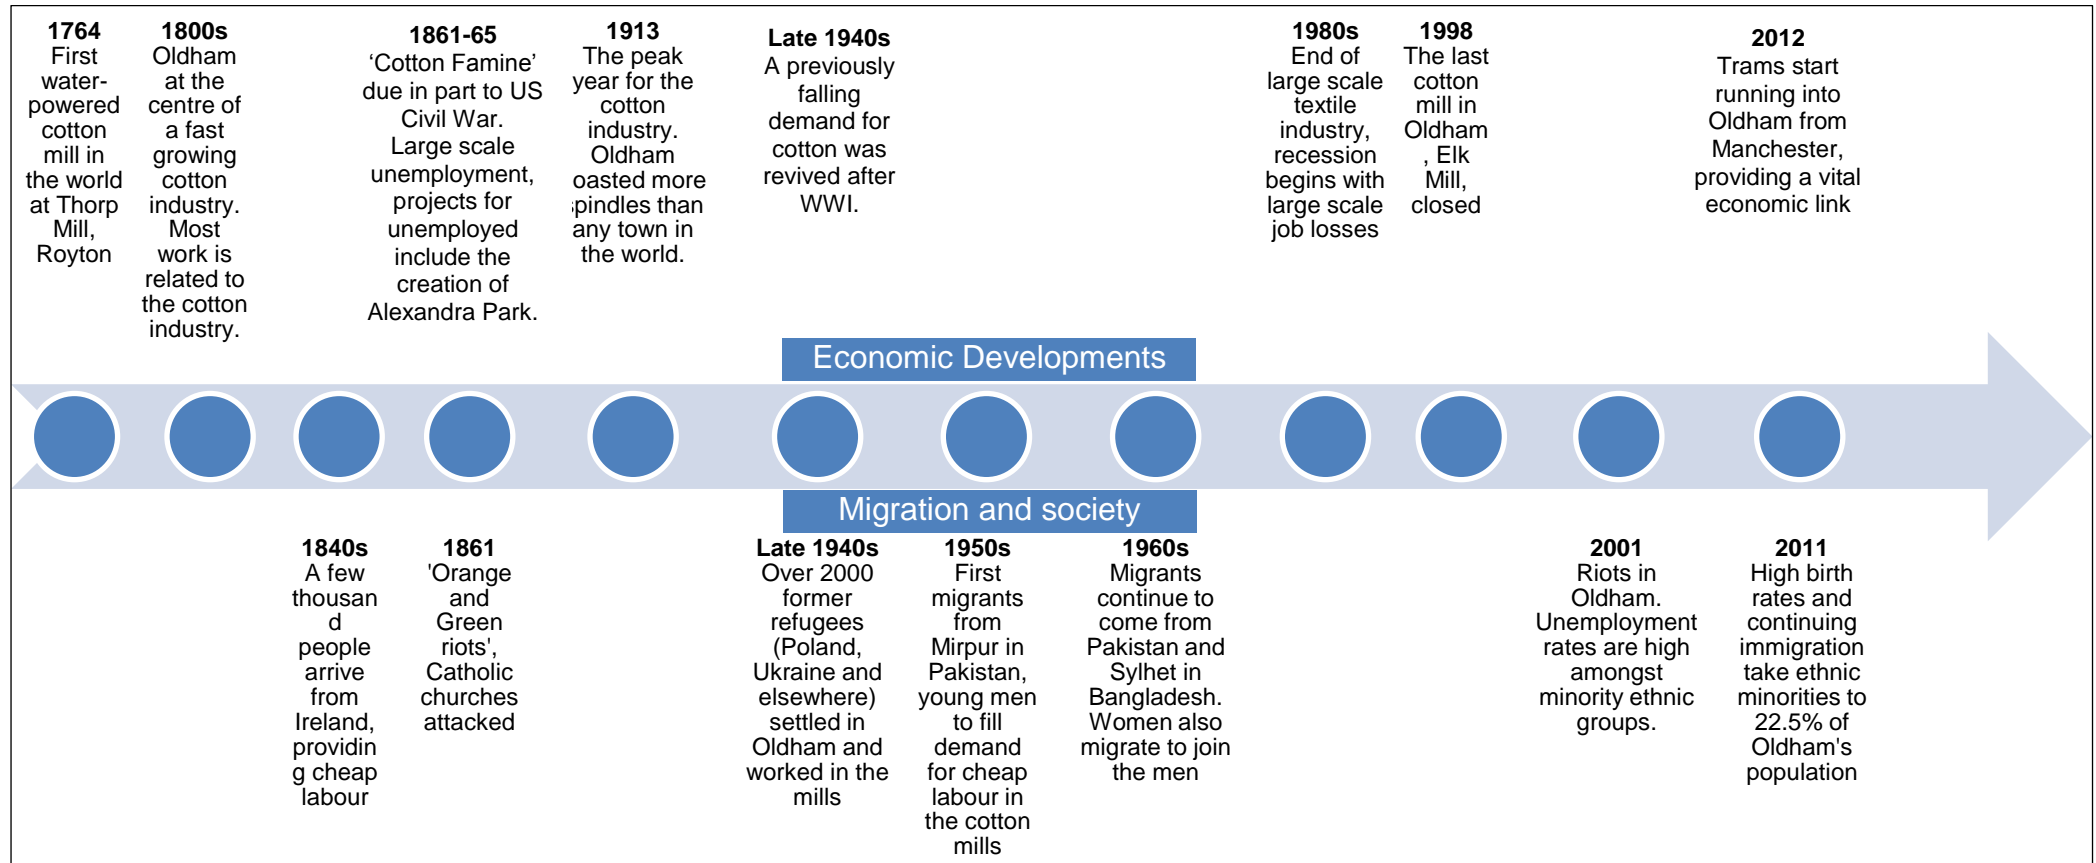 1764
First
water-
powered
cotton
mill in
the world
at Thorp
Mill,
Royton
1800s
Oldham
at the
centre of
a fast
growing
cotton
industry.
Most
work is
related to
the cotton
industry.
1861-65
‘Cotton Famine’
due in part to US
Civil War.
Large scale
unemployment,
projects for
unemployed
include the
creation of
Alexandra Park.
1913
The peak
year for the
cotton
industry.
Oldham
oasted more
spindles than
any town in
the world.
Late 1940s
A previously
falling
demand for
cotton was
revived after
WWI.
1980s
End of
large scale
textile
industry,
recession
begins with
large scale
job losses
1998
The last
cotton
mill in
Oldham
, Elk
Mill,
closed
2012
Trams start
running into
Oldham from
Manchester,
providing a vital
economic link
Economic Developments
Migration and society
1840s
A few
thousan
d
people
arrive
from
Ireland,
providin
g cheap
labour
1861
'Orange
and
Green
riots',
Catholic
churches
attacked
Late 1940s
Over 2000
former
refugees
(Poland,
Ukraine and
elsewhere)
settled in
Oldham and
worked in the
mills
1950s
First
migrants
from
Mirpur in
Pakistan,
young men
to fill
demand
for cheap
labour in
the cotton
mills
1960s
Migrants
continue to
come from
Pakistan and
Sylhet in
Bangladesh.
Women also
migrate to join
the men
2001
Riots in
Oldham.
Unemployment
rates are high
amongst
minority ethnic
groups.
2011
High birth
rates and
continuing
immigration
take ethnic
minorities to
22.5% of
Oldham's
population